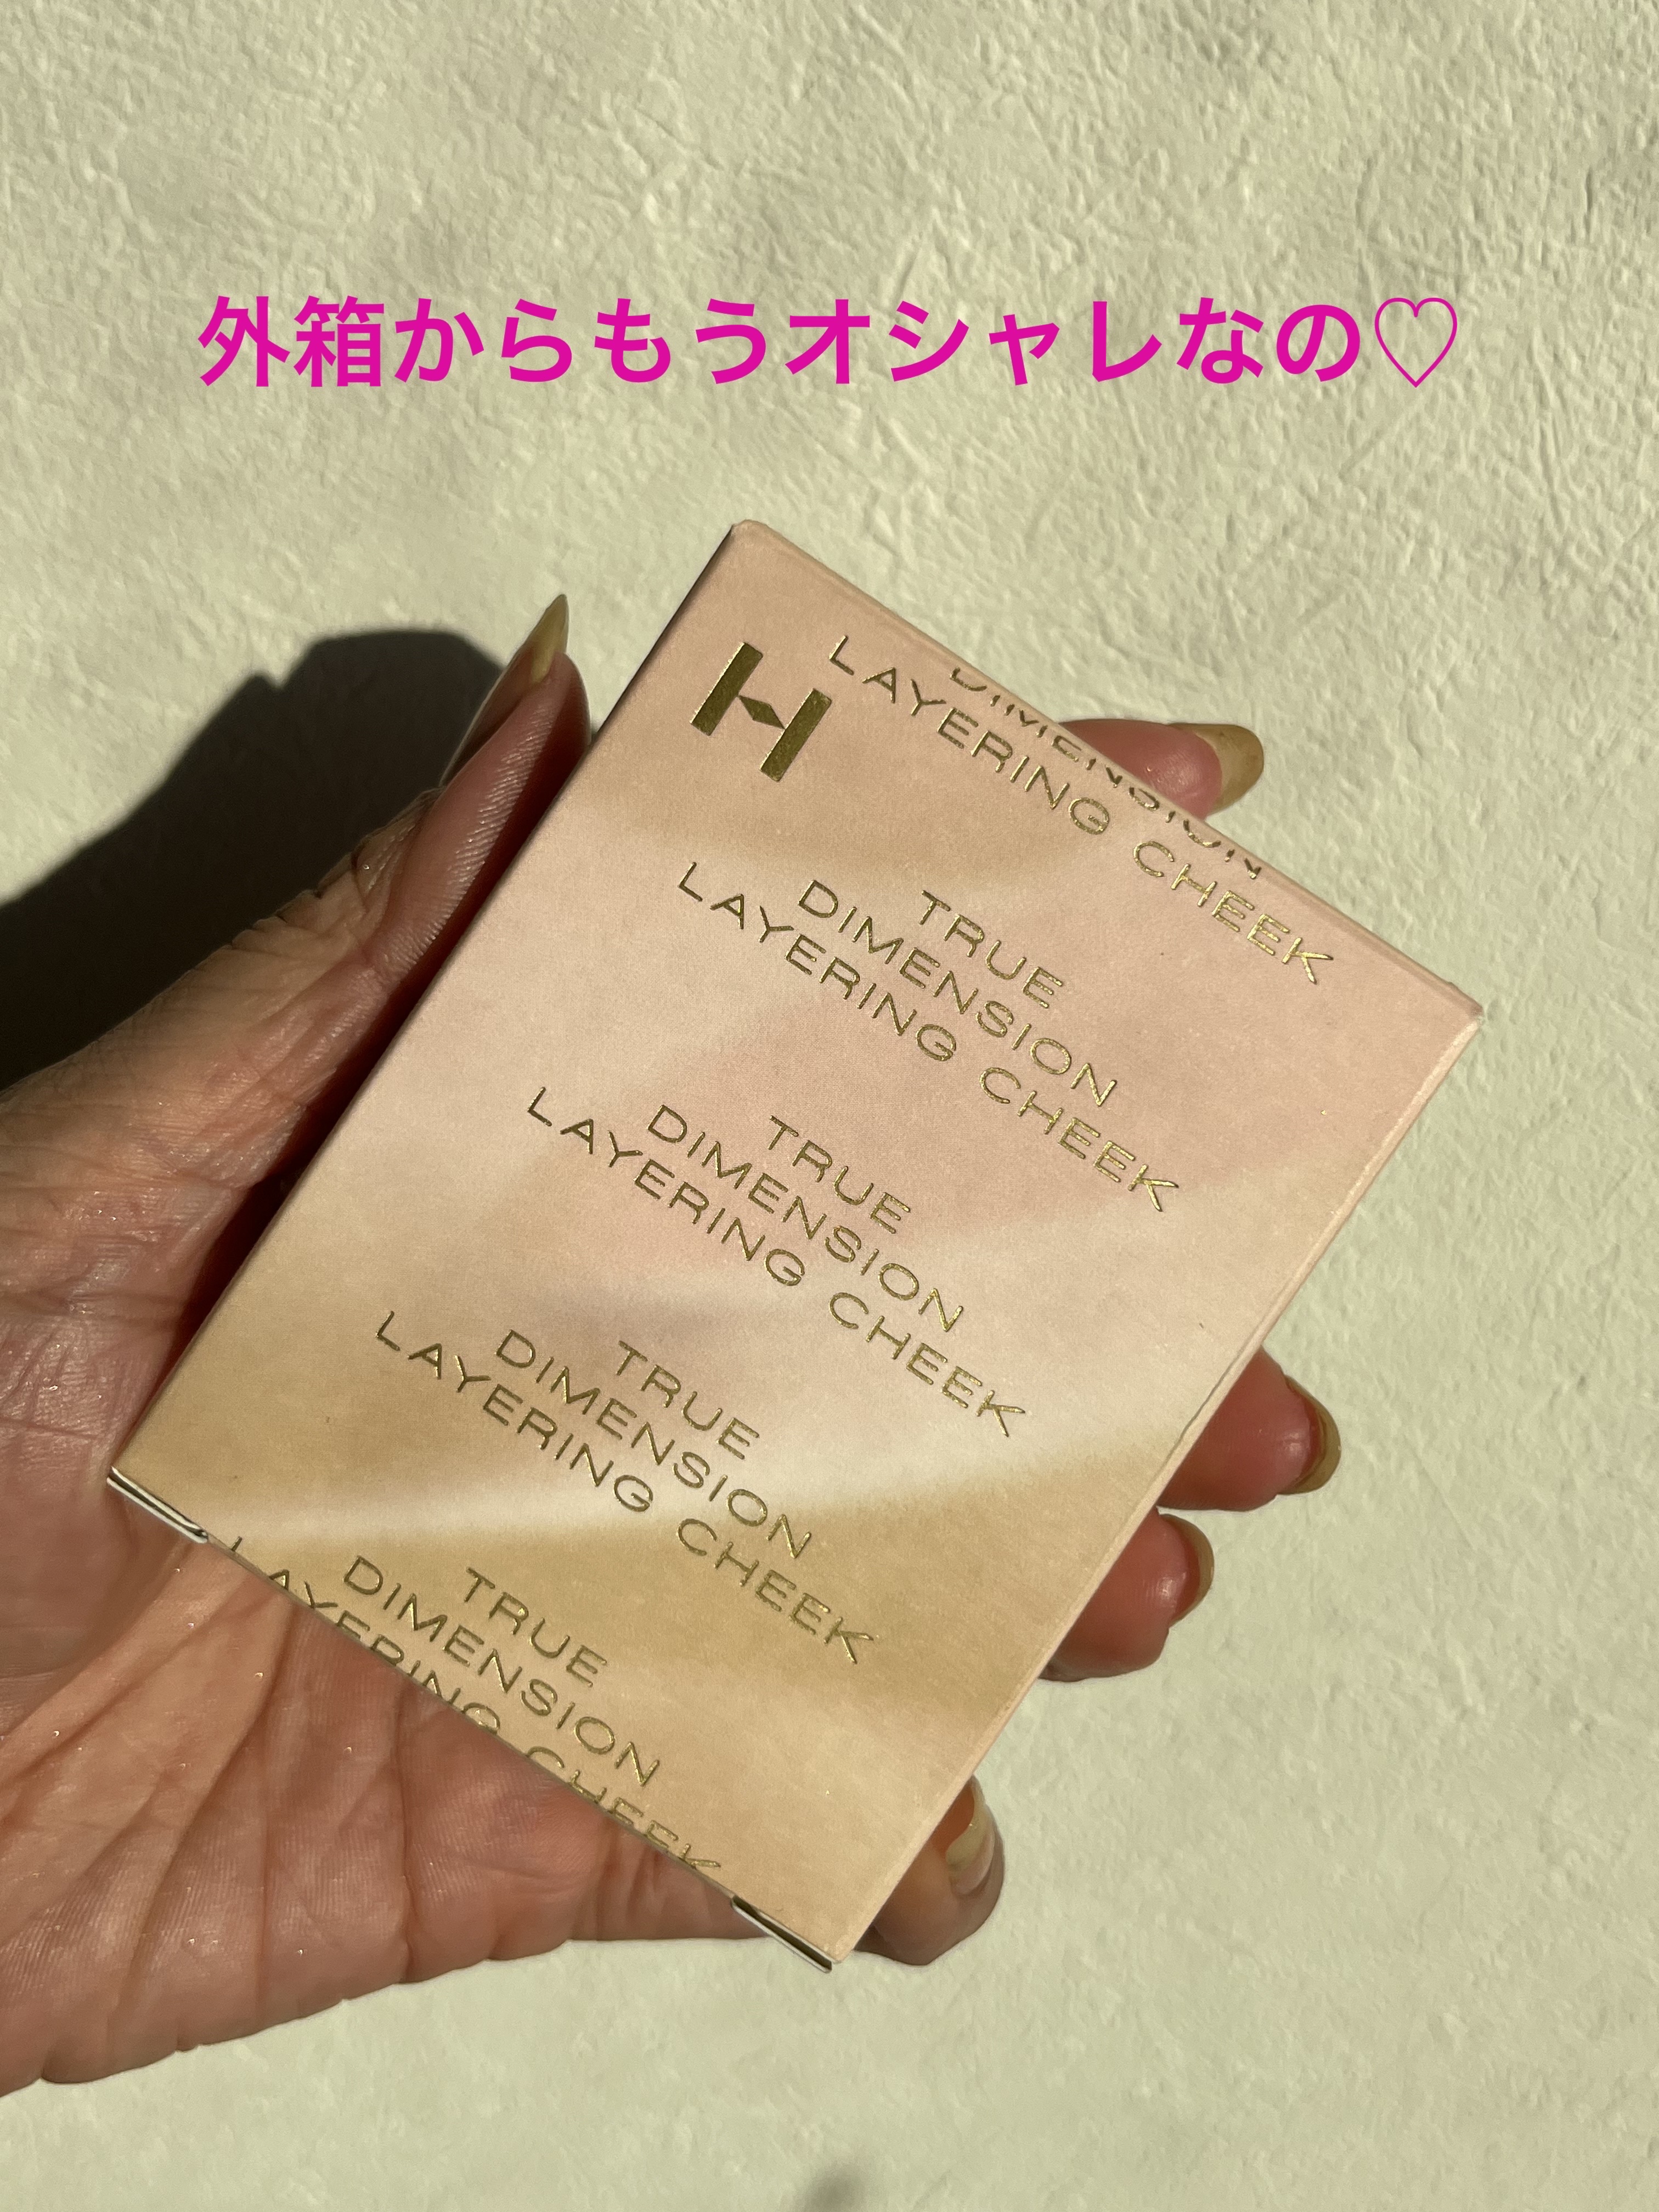 外箱からもうオシャレなの♡
DIMENSION
LAYERING CHEEK
H
TRUE
DIMENSION
LAYERING CHEEK
TRUE
DIMENSION
LAYERING CHEEK
TRUE
DIMENSION
LAYERING CHEEK
TRUE
DIMENSION
LAYERING CHEEK